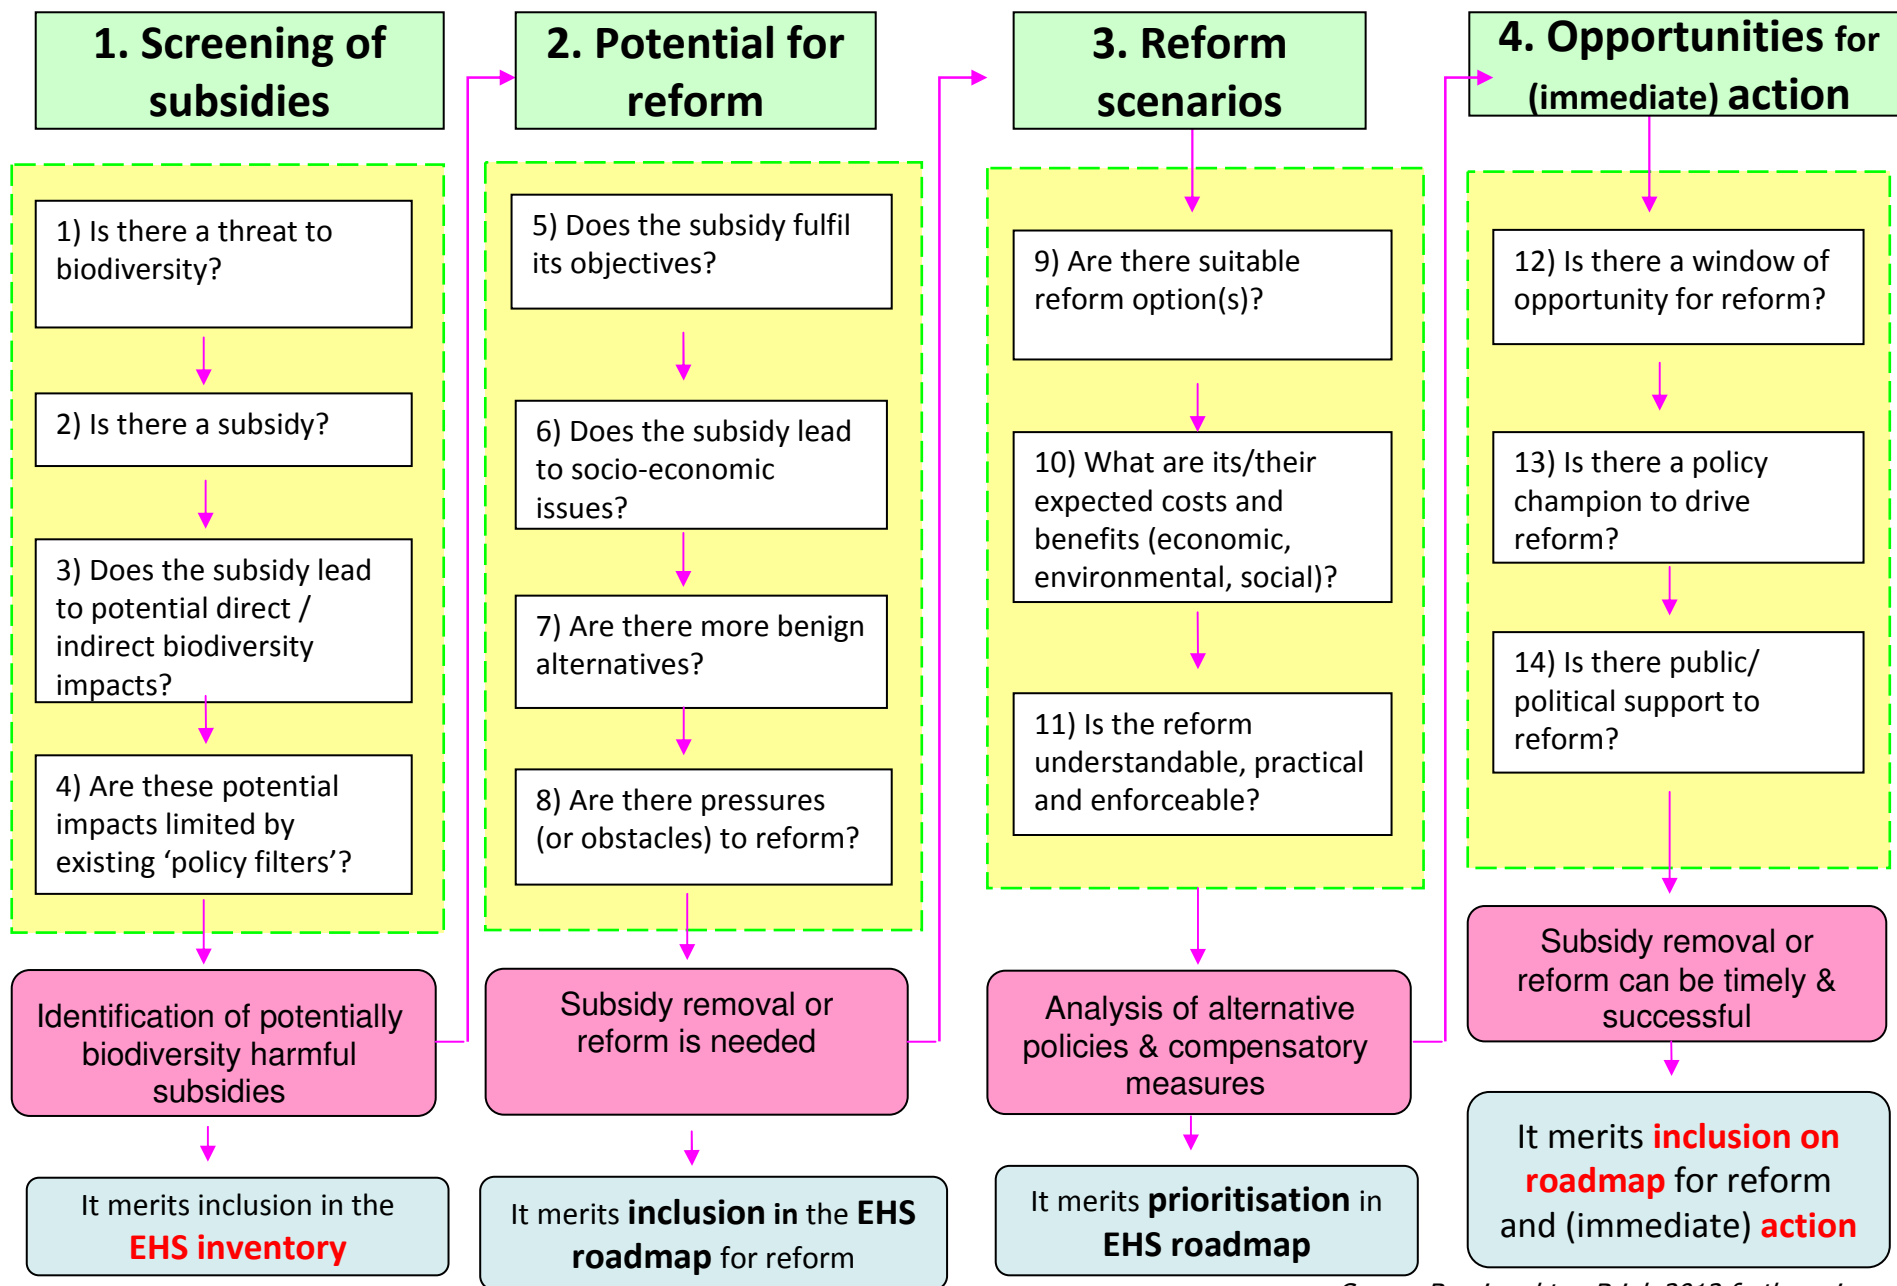 1. Screening of
subsidies
1) Is there a threat to
biodiversity?
2) Is there a subsidy?
3) Does the subsidy lead
to potential direct /
indirect biodiversity
impacts?
4) Are these potential
impacts limited by
existing ‘policy filters’?
Identification of potentially
biodiversity harmful
subsidies
It merits inclusion in the
EHS inventory
2. Potential for
reform
5) Does the subsidy fulfil
its objectives?
6) Does the subsidy lead
to socio-economic
issues?
7) Are there more benign
alternatives?
8) Are there pressures
(or obstacles) to reform?
Subsidy removal or
reform is needed
It merits inclusion in the EHS
roadmap for reform
3. Reform
scenarios
9) Are there suitable
reform option(s)?
10) What are its/their
expected costs and
benefits (economic,
environmental, social)?
11) Is the reform
understandable, practical
and enforceable?
Analysis of alternative
policies & compensatory
measures
It merits prioritisation in
EHS roadmap
4. Opportunities for
(immediate) action
12) Is there a window of
opportunity for reform?
13) Is there a policy
champion to drive
reform?
14) Is there public/
political support to
reform?
Subsidy removal or
reform can be timely &
successful
It merits inclusion on
roadmap for reform
and (immediate) action